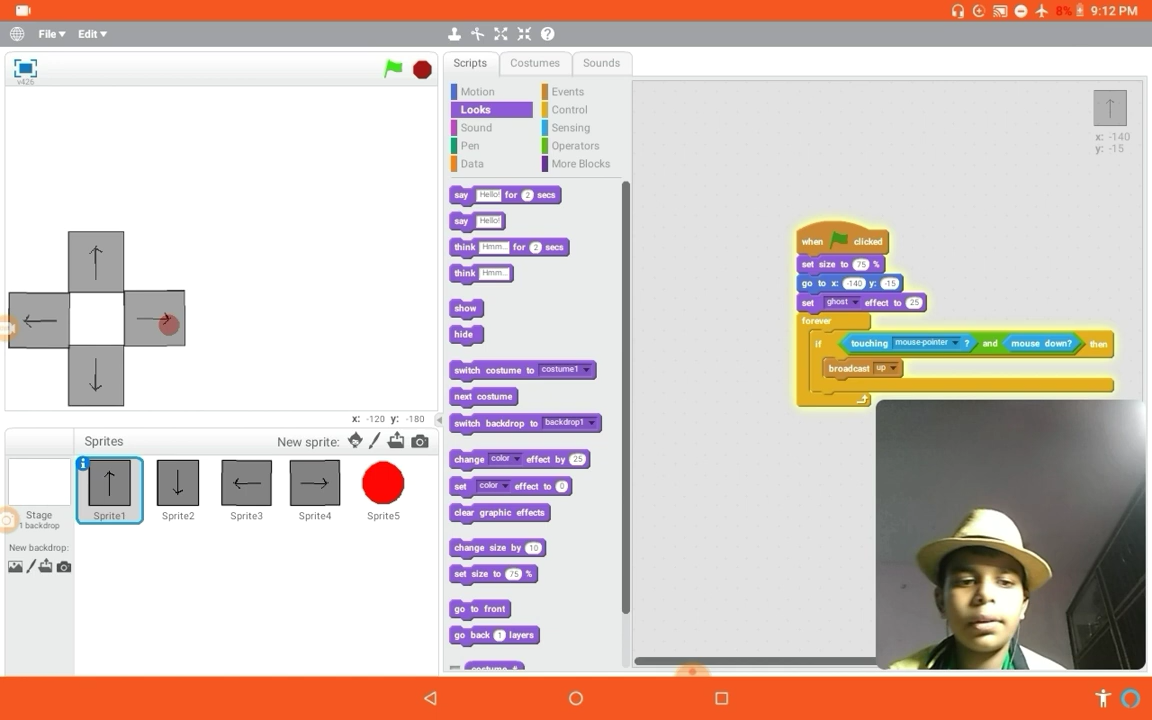 8% 9:12 PM
File Edit
v426
Scripts Costumes Sounds
Motion Events
Looks Control
Sound Sensing
Pen Operators
Data More Blocks
x: -140
y: -15
say Hello! for 2 secs
say Hello!
think Hmm... for 2 secs
think Hmm...
show
hide
switch costume to costume1
next costume
switch backdrop to backdrop1
change color effect by 25
set color effect to 0
clear graphic effects
change size by 10
set size to 75 %
go to front
go back 1 layers
costume #
when clicked
set size to 75 %
go to x: -140 y: -15
set ghost effect to 25
forever
if touching mouse-pointer ? and mouse down? then
broadcast up
x: -120 y: -180
Sprites New sprite:
Stage
1 backdrop
New backdrop:
Sprite1 Sprite2 Sprite3 Sprite4 Sprite5